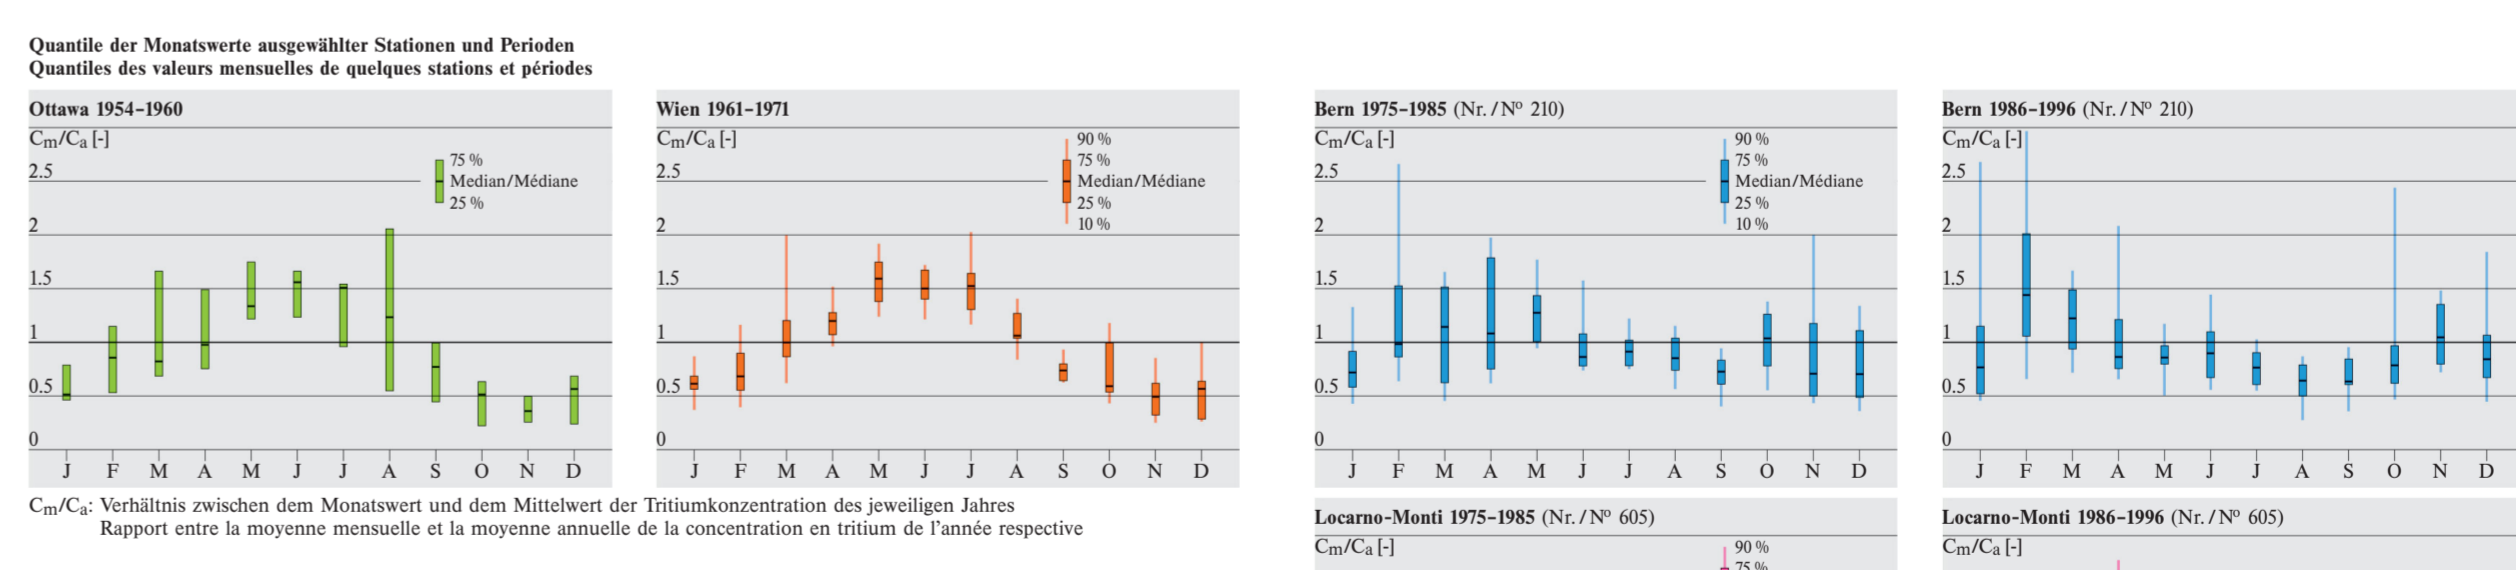 Quantile der Monatswerte ausgewählter Stationen und Perioden
Quantiles des valeurs mensuelles de quelques stations et périodes
Ottawa 1954–1960
Cm/Ca [-]
75 %
2.5
Median/Médiane
25 %
2
1.5
1
0.5
0
J F M A M J J A S O N D
Wien 1961–1971
Cm/Ca [-]
90 %
75 %
2.5
Median/Médiane
25 %
2
10 %
1.5
1
0.5
0
J F M A M J J A S O N D
Cm/Ca: Verhältnis zwischen dem Monatswert und dem Mittelwert der Tritiumkonzentration des jeweiligen Jahres
Rapport entre la moyenne mensuelle et la moyenne annuelle de la concentration en tritium de l'année respective
Bern 1975–1985 (Nr. / Nº 210)
Cm/Ca [-]
90 %
75 %
2.5
Median/Médiane
25 %
2
10 %
1.5
1
0.5
0
J F M A M J J A S O N D
Bern 1986–1996 (Nr. / Nº 210)
Cm/Ca [-]
2.5
2
1.5
1
0.5
0
J F M A M J J A S O N D
Locarno-Monti 1975–1985 (Nr. / Nº 605)
Cm/Ca [-]
90 %
75 %
Locarno-Monti 1986–1996 (Nr. / Nº 605)
Cm/Ca [-]